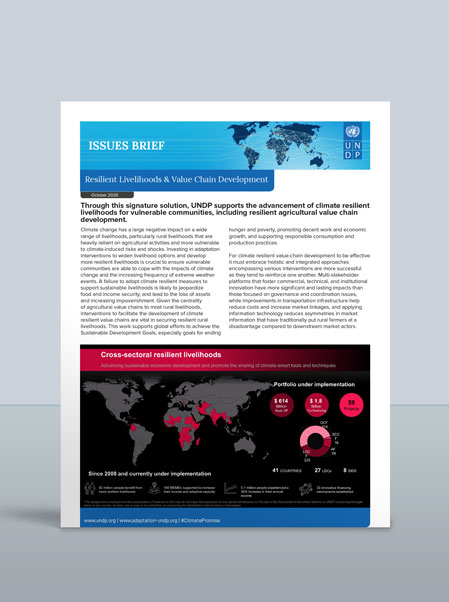 ISSUES BRIEF
U N
D P
Resilient Livelihoods & Value Chain Development
October 2020
Through this signature solution, UNDP supports the advancement of climate resilient
livelihoods for vulnerable communities, including resilient agricultural value chain
development.
Climate change has a large negative impact on a wide
range of livelihoods, particularly rural livelihoods that are
heavily reliant on agricultural activities and more vulnerable
to climate-induced risks and shocks. Investing in adaptation
interventions to widen livelihood options and develop
more resilient livelihoods is crucial to ensure vulnerable
communities are able to cope with the impacts of climate
change and the increasing frequency of extreme weather
events. A failure to adopt climate resilient measures to
support sustainable livelihoods is likely to jeopardize
food and income security, and lead to the loss of assets
and increasing impoverishment. Given the centrality
of agricultural value chains to most rural livelihoods,
interventions to facilitate the development of climate
resilient value chains are vital in securing resilient rural
livelihoods. This work supports global efforts to achieve the
Sustainable Development Goals, especially goals for ending
hunger and poverty, promoting decent work and economic
growth, and supporting responsible consumption and
production practices.
For climate resilient value-chain development to be effective
it must embrace holistic and integrated approaches
encompassing various interventions are more successful
as they tend to reinforce one another. Multi-stakeholder
platforms that foster commercial, technical, and institutional
innovation have more significant and lasting impacts than
those focused on governance and coordination issues,
while improvements in transportation infrastructure help
reduce costs and increase market linkages, and applying
information technology reduces asymmetries in market
information that have traditionally put rural farmers at a
disadvantage compared to downstream market actors.
Cross-sectoral resilient livelihoods
Advancing sustainable economic development and promote the sharing of climate-smart tools and techniques
Portfolio under implementation
$ 614
Million
from VF
$ 1.8
Billion
Co-financing
59
Projects
GCF
LDC
F
225
AF
41 COUNTRIES
27 LDCs
8 SIDS
Since 2008 and currently under implementation
www.undp.org | www.adaptation-undp.org | #ClimatePromise